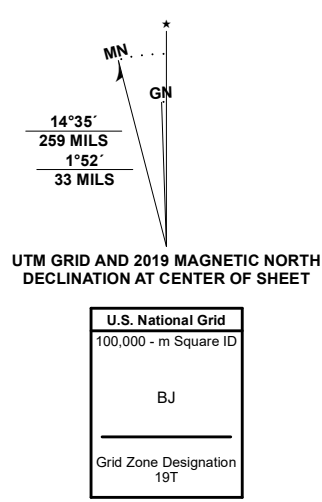 ★
MN
GN
14°35´
259 MILS
1°52´
33 MILS
UTM GRID AND 2019 MAGNETIC NORTH
DECLINATION AT CENTER OF SHEET
U.S. National Grid
100,000 - m Square ID
BJ
Grid Zone Designation
19T